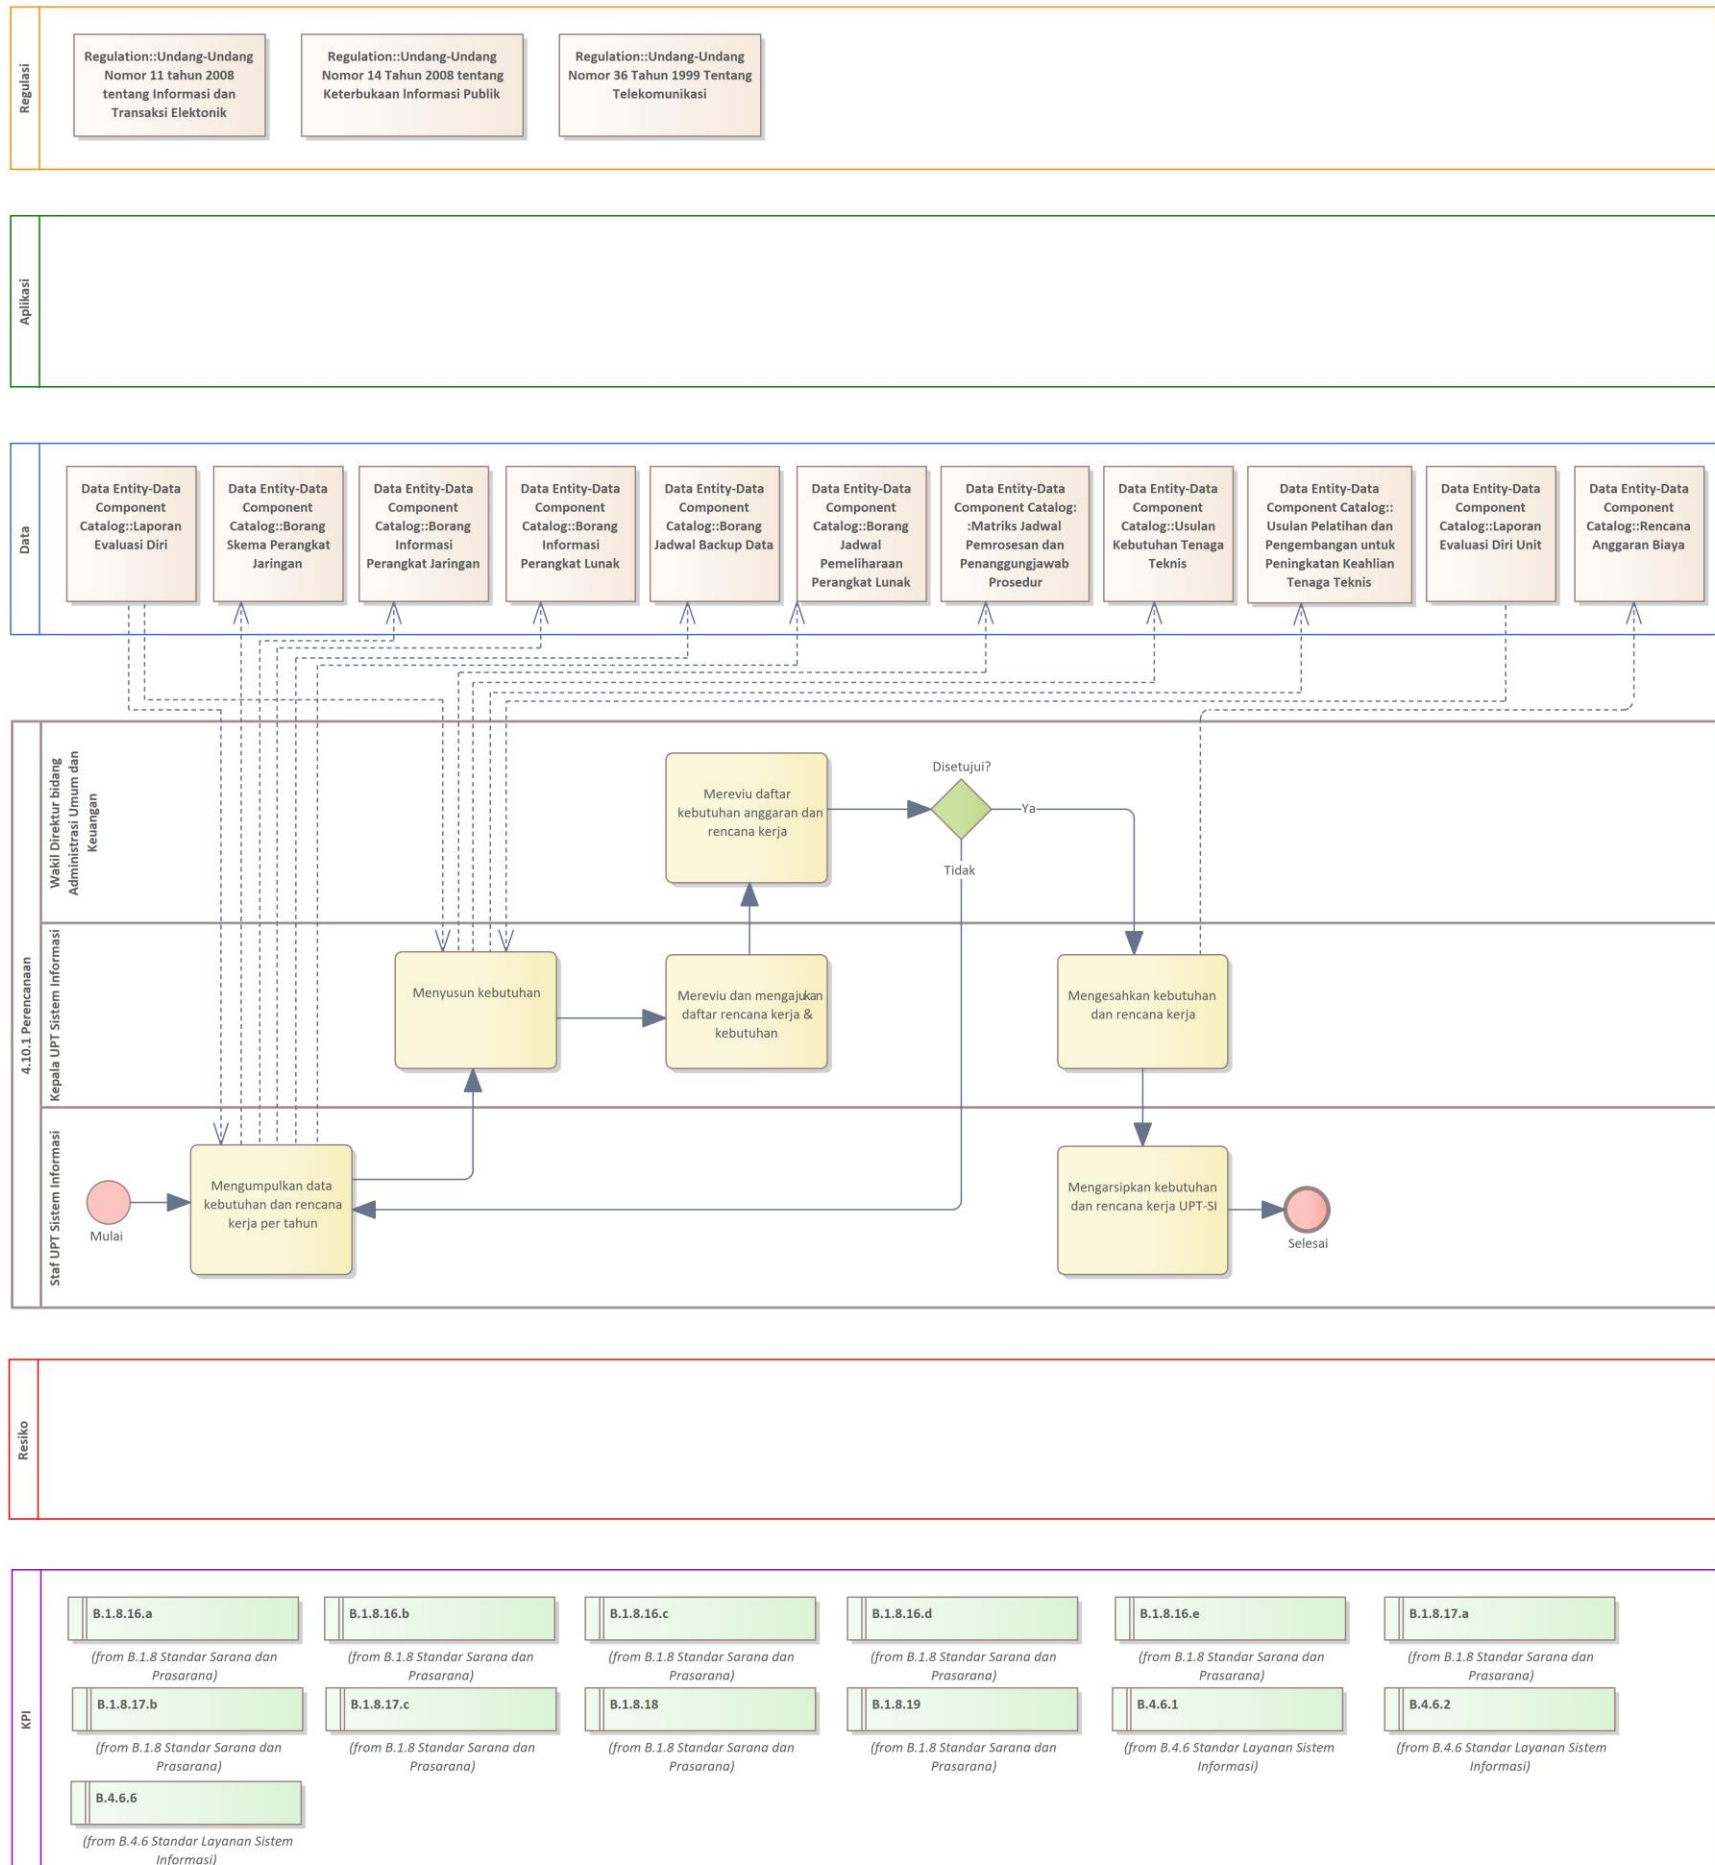 Regulasi
Regulation::Undang-Undang
Nomor 11 tahun 2008
tentang Informasi dan
Transaksi Elektonik
Regulation::Undang-Undang
Nomor 14 Tahun 2008 tentang
Keterbukaan Informasi Publik
Regulation::Undang-Undang
Nomor 36 Tahun 1999 Tentang
Telekomunikasi
Aplikasi
Data
Data Entity-Data
Component
Catalog::Laporan
Evaluasi Diri
Data Entity-Data
Component
Catalog::Borang
Skema Perangkat
Jaringan
Data Entity-Data
Component
Catalog::Borang
Informasi
Perangkat Jaringan
Data Entity-Data
Component
Catalog::Borang
Informasi
Perangkat Lunak
Data Entity-Data
Component
Catalog::Borang
Jadwal Backup Data
Data Entity-Data
Component
Catalog::Borang
Jadwal
Pemeliharaan
Perangkat Lunak
Data Entity-Data
Component Catalog:
:Matriks Jadwal
Pemrosesan dan
Penanggungjawab
Prosedur
Data Entity-Data
Component
Catalog::Usulan
Kebutuhan Tenaga
Teknis
Data Entity-Data
Component Catalog::
Usulan Pelatihan dan
Pengembangan untuk
Peningkatan Keahlian
Tenaga Teknis
Data Entity-Data
Component
Catalog::Laporan
Evaluasi Diri Unit
Data Entity-Data
Component
Catalog::Rencana
Anggaran Biaya
4.10.1 Perencanaan
Wakil Direktur bidang
Administrasi Umum dan
Keuangan
Mereviu daftar
kebutuhan anggaran dan
rencana kerja
Disetujui?
Ya
Tidak
Kepala UPT Sistem Informasi
Menyusun kebutuhan
Mereviu dan mengajukan
daftar rencana kerja &
kebutuhan
Mengesahkan kebutuhan
dan rencana kerja
Staf UPT Sistem Informasi
Mulai
Mengumpulkan data
kebutuhan dan rencana
kerja per tahun
Mengarsipkan kebutuhan
dan rencana kerja UPT-SI
Selesai
Resiko
KPI
B.1.8.16.a
(from B.1.8 Standar Sarana dan
Prasarana)
B.1.8.16.b
(from B.1.8 Standar Sarana dan
Prasarana)
B.1.8.16.c
(from B.1.8 Standar Sarana dan
Prasarana)
B.1.8.16.d
(from B.1.8 Standar Sarana dan
Prasarana)
B.1.8.16.e
(from B.1.8 Standar Sarana dan
Prasarana)
B.1.8.17.a
(from B.1.8 Standar Sarana dan
Prasarana)
B.1.8.17.b
(from B.1.8 Standar Sarana dan
Prasarana)
B.1.8.17.c
(from B.1.8 Standar Sarana dan
Prasarana)
B.1.8.18
(from B.1.8 Standar Sarana dan
Prasarana)
B.1.8.19
(from B.1.8 Standar Sarana dan
Prasarana)
B.4.6.1
(from B.4.6 Standar Layanan Sistem
Informasi)
B.4.6.2
(from B.4.6 Standar Layanan Sistem
Informasi)
B.4.6.6
(from B.4.6 Standar Layanan Sistem
Informasi)